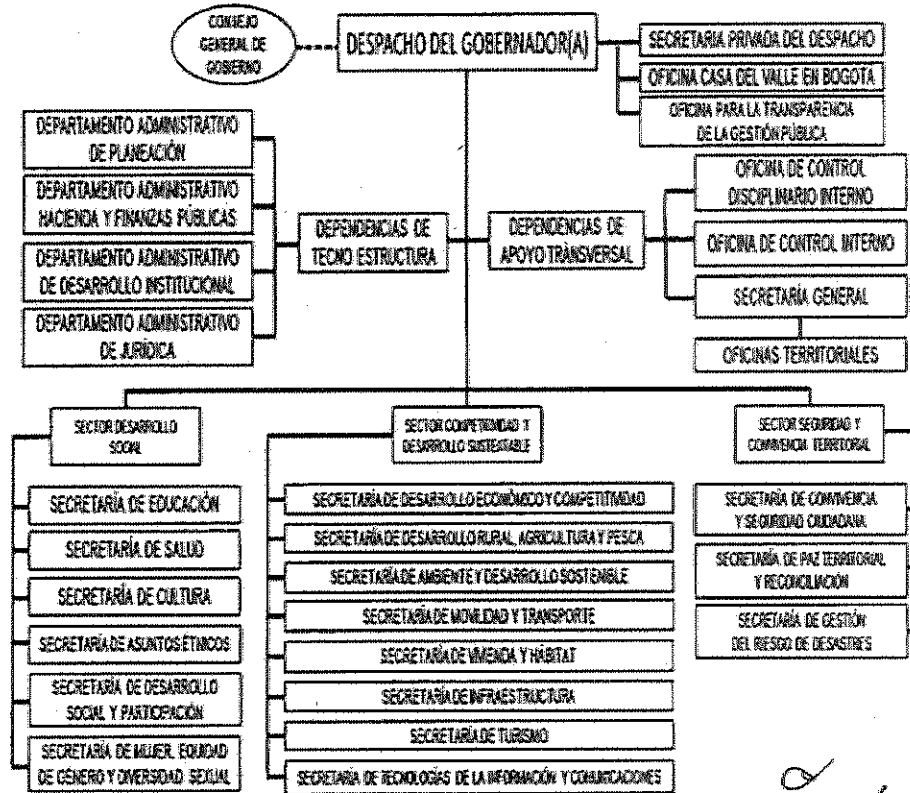 CONSEJO
GENERAL DE
GOBIERNO
DESPACHO DEL GOBERNADOR(A)
SECRETARIA PRIVADA DEL DESPACHO
OFICINA CASA DEL VALLE EN BOGOTA
OFICINA PARA LA TRANSPARENCIA
DE LA GESTIÓN PÚBLICA
DEPARTAMENTO ADMINISTRATIVO
DE PLANEACIÓN
DEPARTAMENTO ADMINISTRATIVO
HACIENDA Y FINANZAS PÚBLICAS
DEPARTAMENTO ADMINISTRATIVO
DE DESARROLLO INSTITUCIONAL
DEPARTAMENTO ADMINISTRATIVO
DE JURÍDICA
DEPENDENCIAS DE
TECNO ESTRUCTURA
DEPENDENCIAS DE
APOYO TRÀNSVERSAL
OFICINA DE CONTROL
DISCIPLINARIO INTERNO
OFICINA DE CONTROL INTERNO
SECRETARÍA GENERAL
OFICINAS TERRITORIALES
SECTOR DESARROLLO
SOCIAL
SECRETARÍA DE EDUCACIÓN
SECRETARÍA DE SALUD
SECRETARÍA DE CULTURA
SECRETARÍA DE ASUNTOS ÉTNICOS
SECRETARÍA DE DESARROLLO
SOCIAL Y PARTICIPACIÓN
SECRETARÍA DE MUJER, EQUIDAD
DE GÉNERO Y DIVERSIDAD SEXUAL
SECTOR COMPETITIVIDAD Y
DESARROLLO SUSTENTABLE
SECRETARÍA DE DESARROLLO ECONÓMICO Y COMPETITIVIDAD
SECRETARÍA DE DESARROLLO RURAL, AGRICULTURA Y PESCA
SECRETARÍA DE AMBIENTE Y DESARROLLO SOSTENIBLE
SECRETARÍA DE MOVILIDAD Y TRANSPORTE
SECRETARÍA DE VIVIENDA Y HÁBITAT
SECRETARÍA DE INFRAESTRUCTURA
SECRETARÍA DE TURISMO
SECRETARÍA DE TECNOLOGÍAS DE LA INFORMACIÓN Y COMUNICACIONES
SECTOR SEGURIDAD Y
CONVIVENCIA TERRITORIAL
SECRETARÍA DE CONVIVENCIA
Y SEGURIDAD CIUDADANA
SECRETARÍA DE PAZ TERRITORIAL
Y RECONCILIACIÓN
SECRETARÍA DE GESTIÓN
DEL RIESGO DE DESASTRES